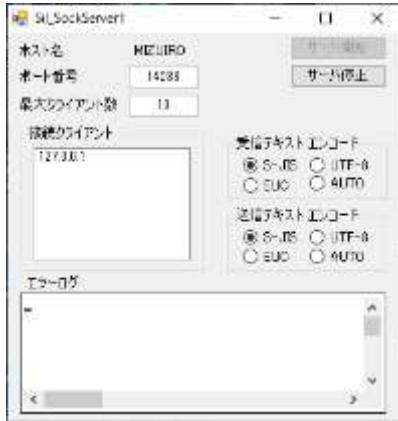 Sil_SockServer1
ホスト名 MIZUIRO
ポート番号
サーバ停止
最大クライアント数 10
接続クライアント
127.0.0.1
受信テキストエンコード
S-JIS UTF-8
EUC AUTO
送信テキストエンコード
S-JIS UTF-8
EUC AUTO
エラーログ